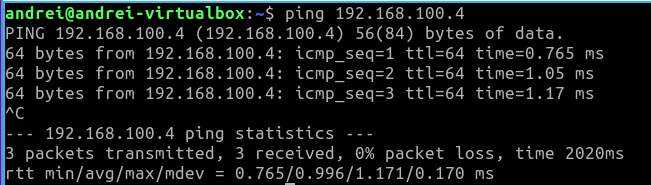 andrei@andrei-virtualbox:~$ ping 192.168.100.4
PING 192.168.100.4 (192.168.100.4) 56(84) bytes of data.
64 bytes from 192.168.100.4: icmp_seq=1 ttl=64 time=0.765 ms
64 bytes from 192.168.100.4: icmp_seq=2 ttl=64 time=1.05 ms
64 bytes from 192.168.100.4: icmp_seq=3 ttl=64 time=1.17 ms
^C
--- 192.168.100.4 ping statistics ---
3 packets transmitted, 3 received, 0% packet loss, time 2020ms
rtt min/avg/max/mdev = 0.765/0.996/1.171/0.170 ms